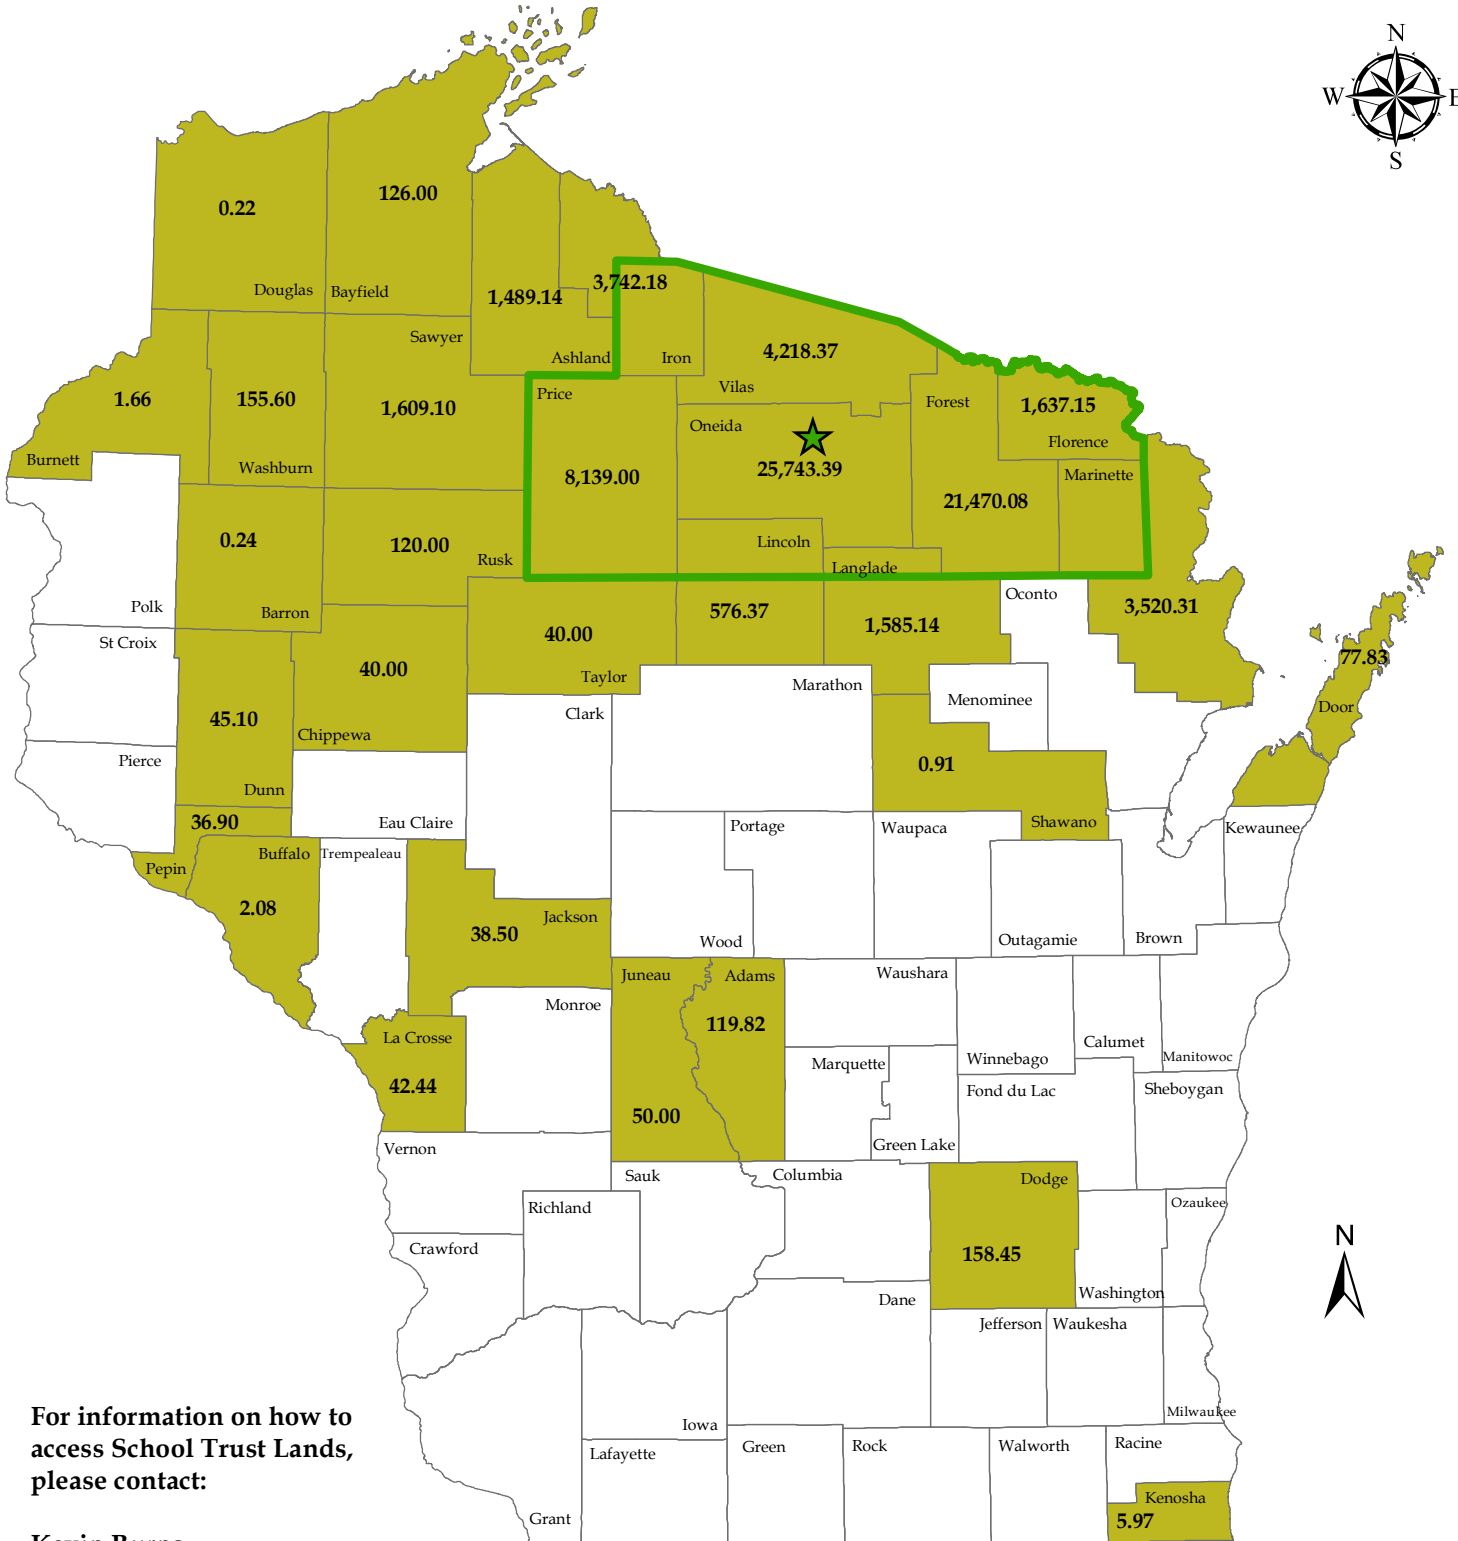 N
W
E
S
126.00
0.22
Douglas
Bayfield
3,742.18
1,489.14
Sawyer
Ashland
Iron
4,218.37
Vilas
1.66
155.60
1,609.10
Price
Forest
1,637.15
Oneida
Florence
Burnett
Washburn
25,743.39
8,139.00
Marinette
21,470.08
0.24
120.00
Lincoln
Rusk
Langlade
Polk
Barron
Oconto
3,520.31
576.37
1,585.14
St Croix
40.00
77.83
40.00
Taylor
Marathon
Menominee
Door
45.10
Clark
Chippewa
Pierce
0.91
Dunn
36.90
Eau Claire
Shawano
Portage
Waupaca
Kewaunee
Buffalo
Trempealeau
Pepin
2.08
Jackson
38.50
Wood
Outagamie
Brown
Juneau
Adams
Waushara
Monroe
119.82
La Crosse
Calumet
Marquette
Winnebago
Manitowoc
42.44
Fond du Lac
Sheboygan
50.00
Vernon
Green Lake
Sauk
Columbia
Dodge
Richland
Ozaukee
Crawford
158.45
N
Washington
Dane
Jefferson
Waukesha
For information on how to
access School Trust Lands,
please contact:
Iowa
Milwaukee
Lafayette
Green
Rock
Walworth
Racine
Kenosha
Grant
5.97